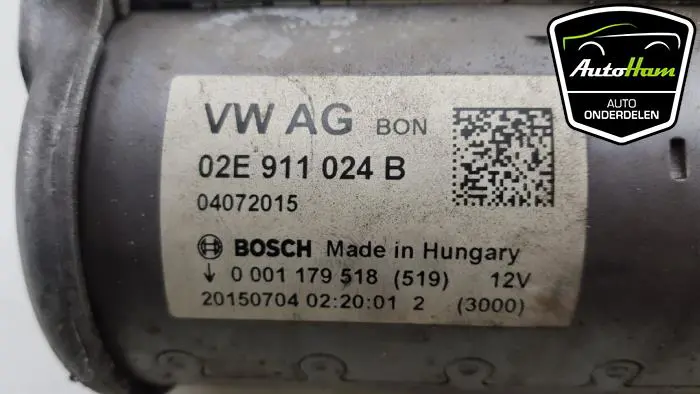 VW AG BON
02E 911 024 B
04072015
BOSCH Made in Hungary
↓ 0 001 179 518 (519) 12V
20150704 02:20:01 2 (3000)
AutoHam
AUTO
ONDERDELEN